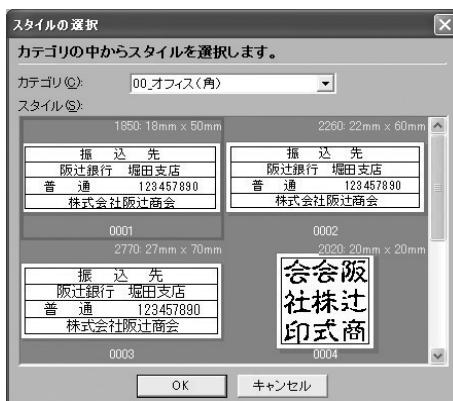 スタイルの選択
カテゴリの中からスタイルを選択します。
カテゴリ(C): 00_オフィス(角)
スタイル(S):
1850: 18mm x 50mm
振 込 先
阪辻銀行 堀田支店
普 通 123457890
株式会社阪辻商会
0001
2260: 22mm x 60mm
振 込 先
阪辻銀行 堀田支店
普 通 123457890
株式会社阪辻商会
0002
2770: 27mm x 70mm
振 込 先
阪辻銀行 堀田支店
普 通 123457890
株式会社阪辻商会
0003
2020: 20mm x 20mm
阪辻商
会株式
会社印
0004
OK キャンセル